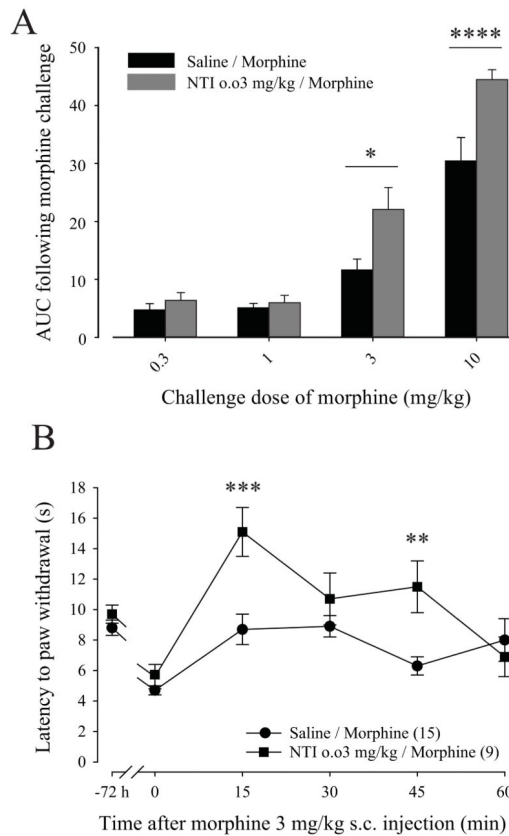 A
AUC following morphine challenge
50
40
30
20
10
0
Saline / Morphine
NTI o.o3 mg/kg / Morphine
*
****
0.3
1
3
10
Challenge dose of morphine (mg/kg)
B
Latency to paw withdrawal (s)
18
16
14
12
10
8
6
4
2
0
***
**
Saline / Morphine (15)
NTI o.o3 mg/kg / Morphine (9)
-72 h
0
15
30
45
60
Time after morphine 3 mg/kg s.c. injection (min)